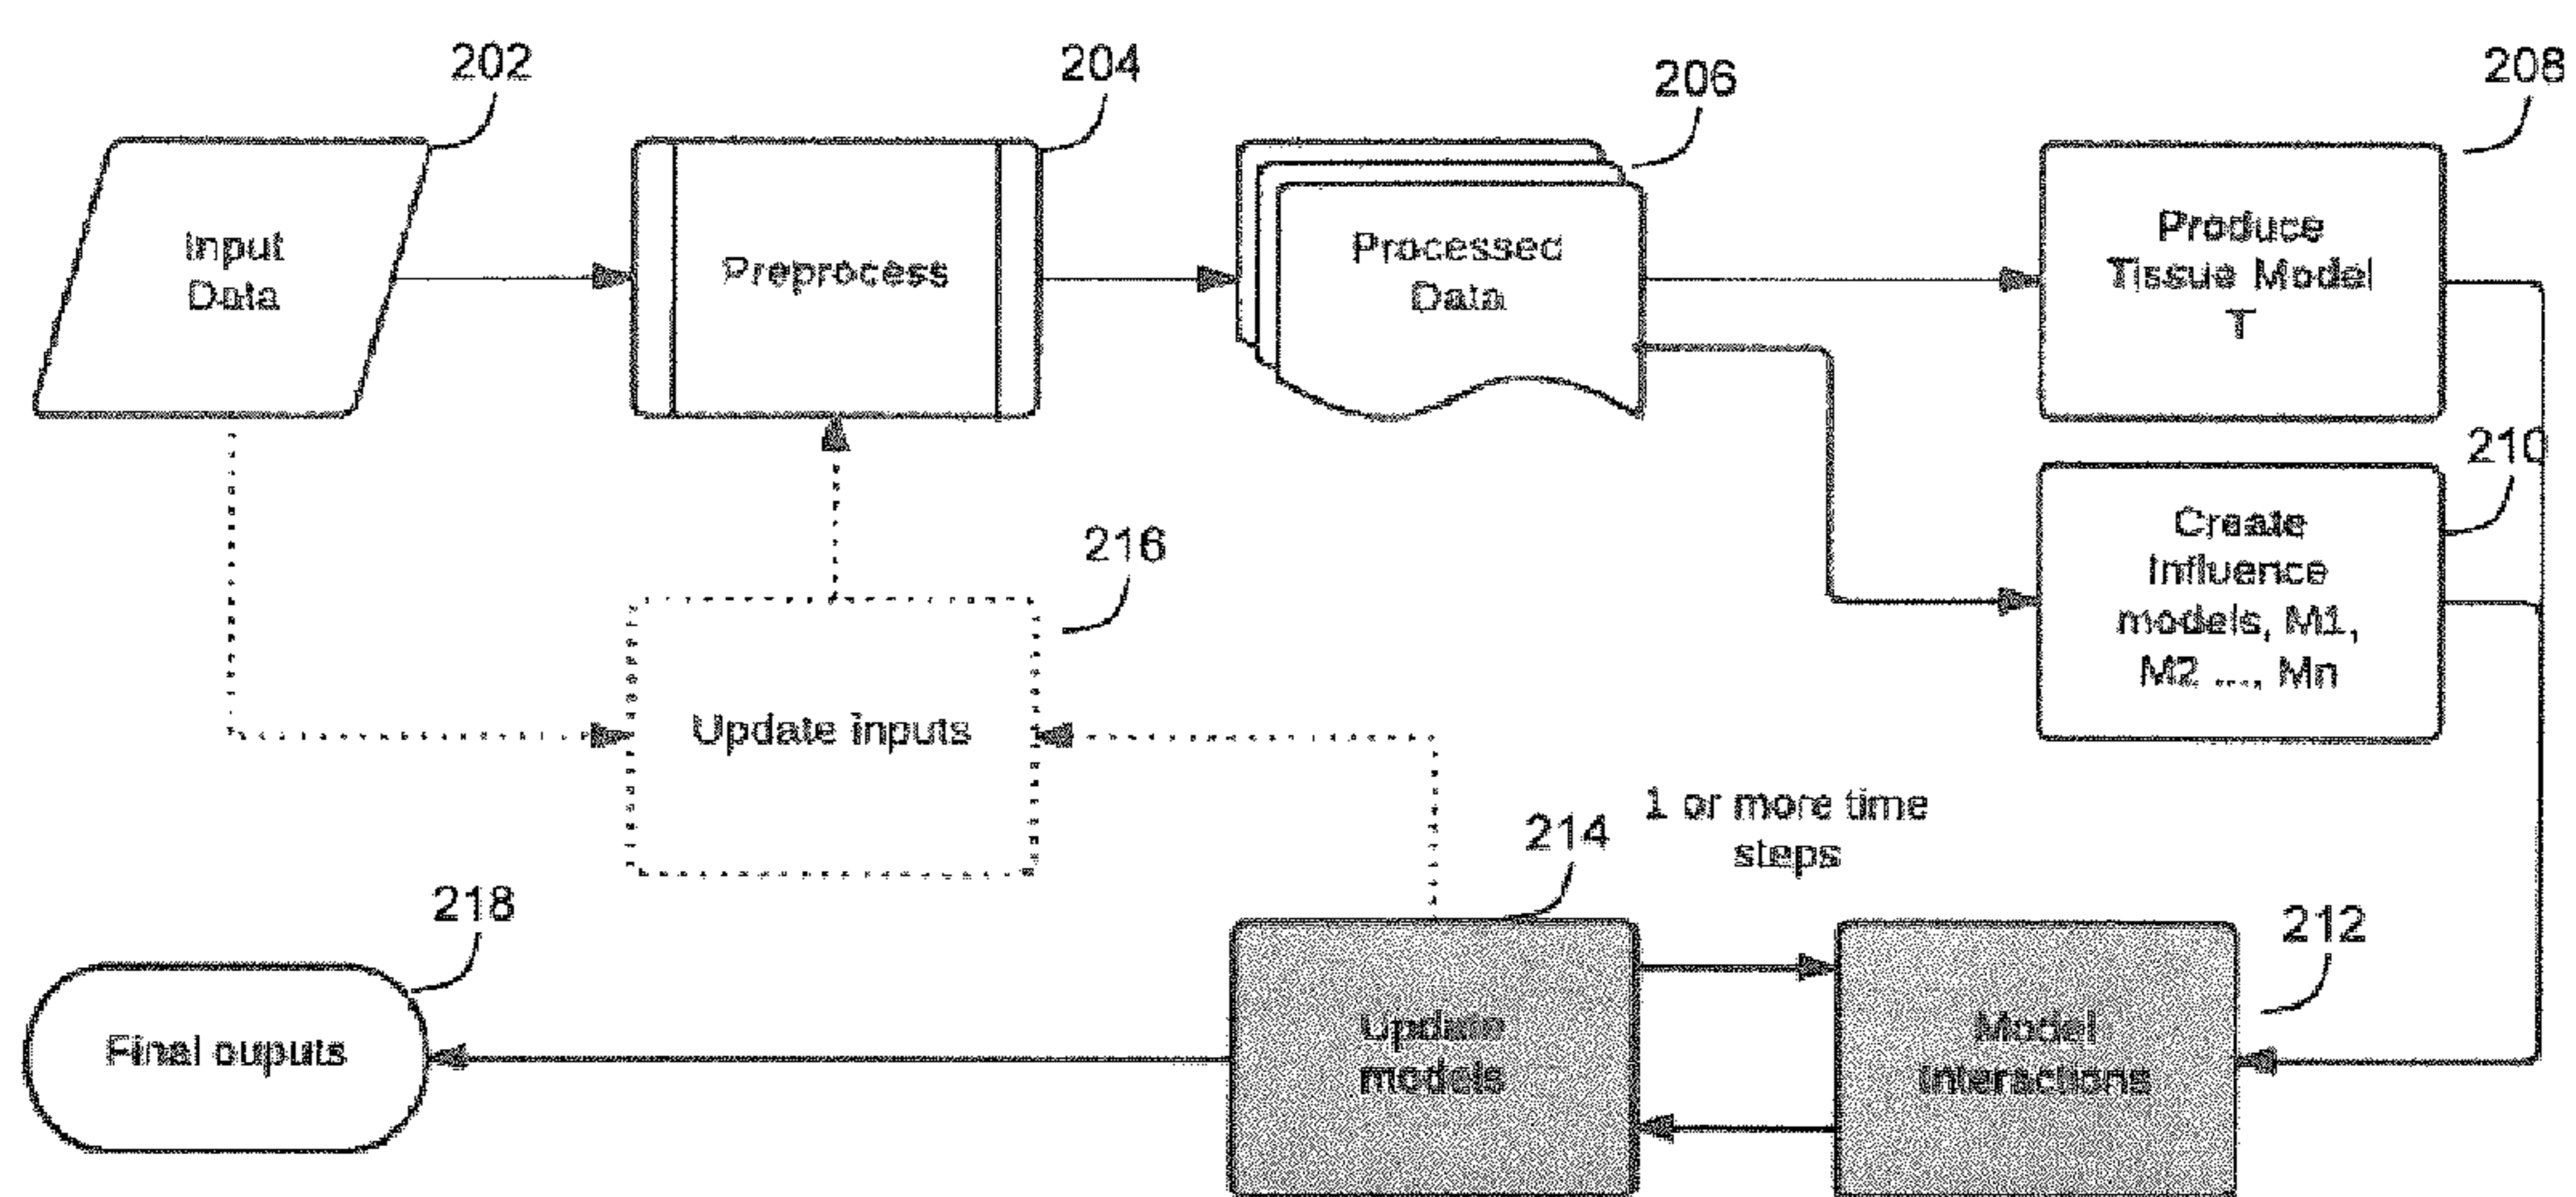 202
204
206
208
Input
Data
Preprocess
Processed
Data
Produce
Tissue Model
T
210
Create
Influence
models, M1,
M2 ..., Mn
216
Update inputs
1 or more time
steps
214
218
212
Final ouputs
Update
models
Model
Interactions